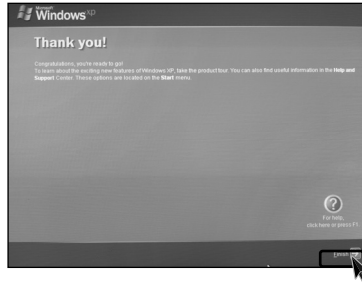 Microsoft
Windows xp
Thank you!
Congratulations, you're ready to go!
To learn about the exciting new features of Windows XP, take the product tour. You can also find useful information in the Help and
Support Center. These options are located on the Start menu.
For help,
click here or press F1.
Finish